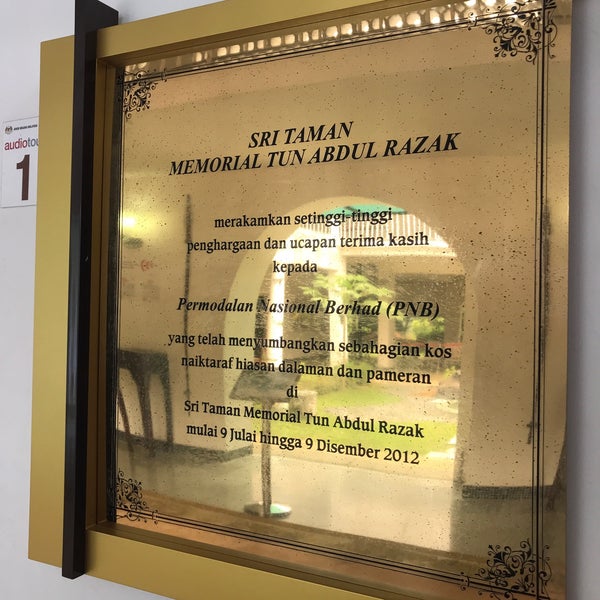 SRI TAMAN
MEMORIAL TUN ABDUL RAZAK
merakamkan setinggi-tinggi
penghargaan dan ucapan terima kasih
kepada
Permodalan Nasional Berhad (PNB)
yang telah menyumbangkan sebahagian kos
naiktaraf hiasan dalaman dan pameran
di
Sri Taman Memorial Tun Abdul Razak
mulai 9 Julai hingga 9 Disember 2012
audiotou
1